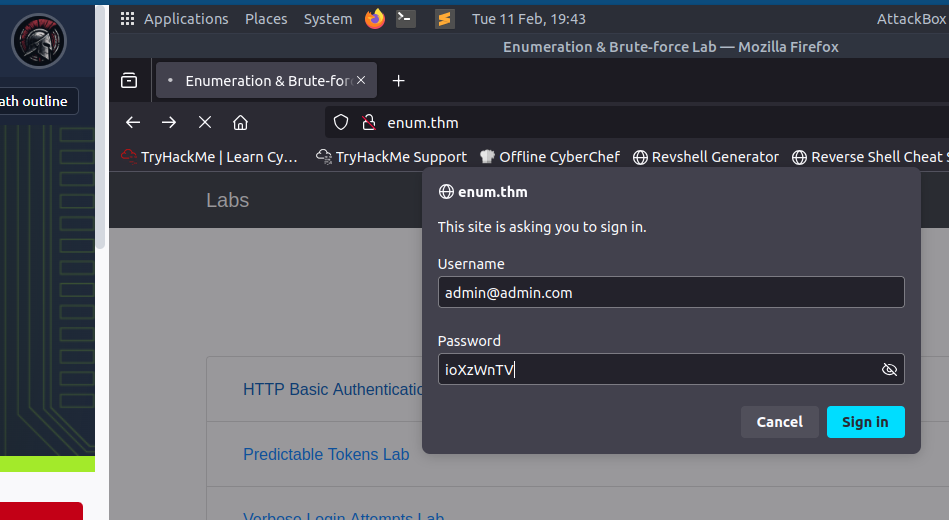 Applications Places System Tue 11 Feb, 19:43 AttackBox
Enumeration & Brute-force Lab — Mozilla Firefox
Enumeration & Brute-for
ath outline
enum.thm
TryHackMe | Learn Cy… TryHackMe Support Offline CyberChef Revshell Generator Reverse Shell Cheat S
Labs
enum.thm
This site is asking you to sign in.
Username
admin@admin.com
Password
ioXzWnTV
Cancel Sign in
HTTP Basic Authenticatio
Predictable Tokens Lab
Verbose Login Attempts Lab